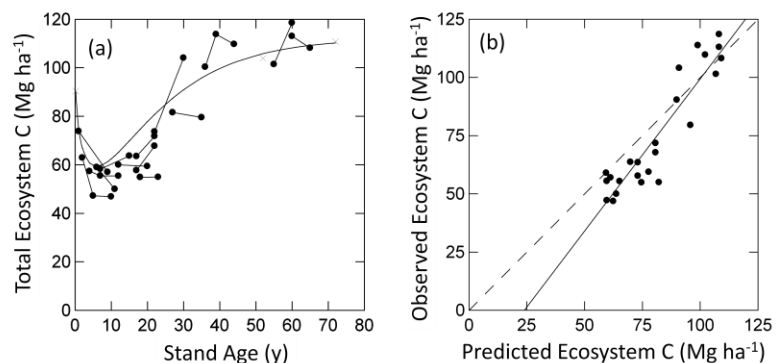 (a)
Total Ecosystem C (Mg ha⁻¹)
120
100
80
60
40
20
0
0 10 20 30 40 50 60 70 80
Stand Age (y)
(b)
Observed Ecosystem C (Mg ha⁻¹)
125
100
75
50
25
0
0 25 50 75 100 125
Predicted Ecosystem C (Mg ha⁻¹)